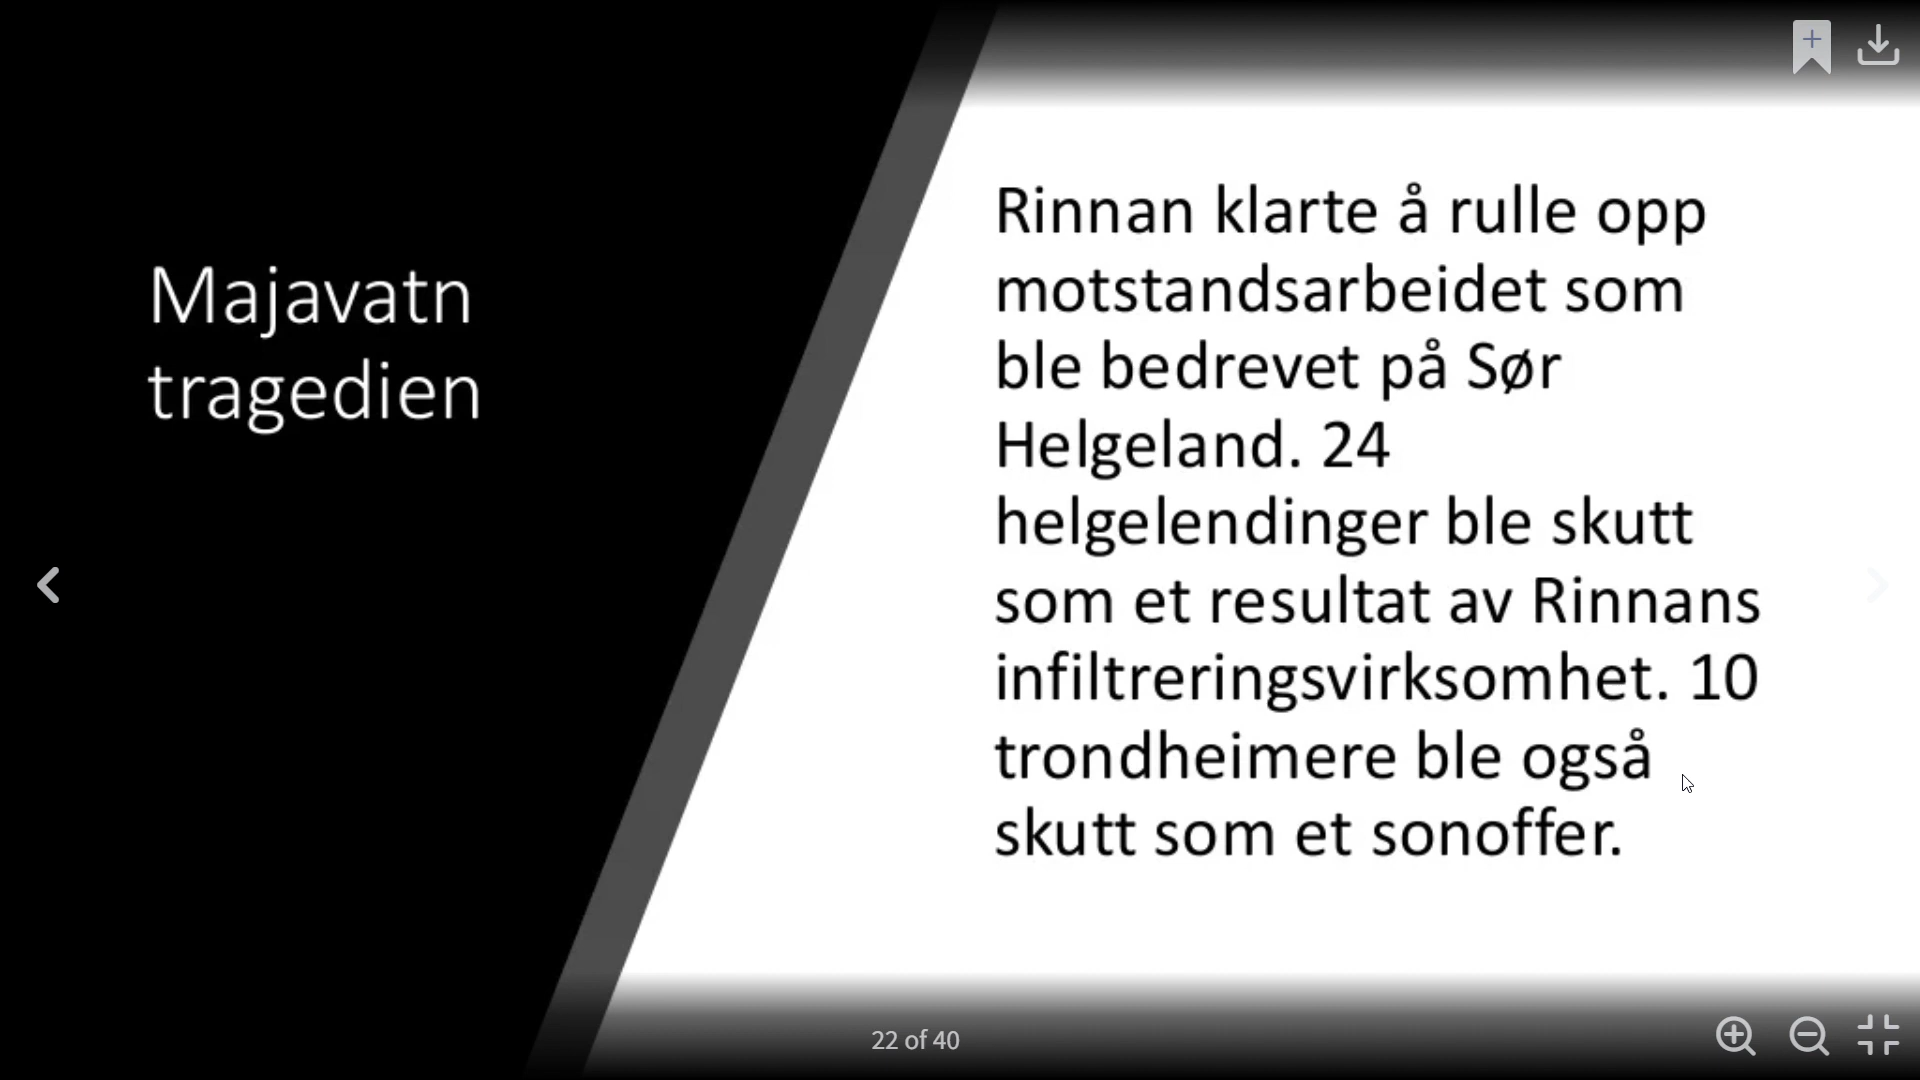 Majavatn
tragedien
Rinnan klarte å rulle opp
motstandsarbeidet som
ble bedrevet på Sør
Helgeland. 24
helgelendinger ble skutt
som et resultat av Rinnans
infiltreringsvirksomhet. 10
trondheimere ble også
skutt som et sonoffer.
22 of 40